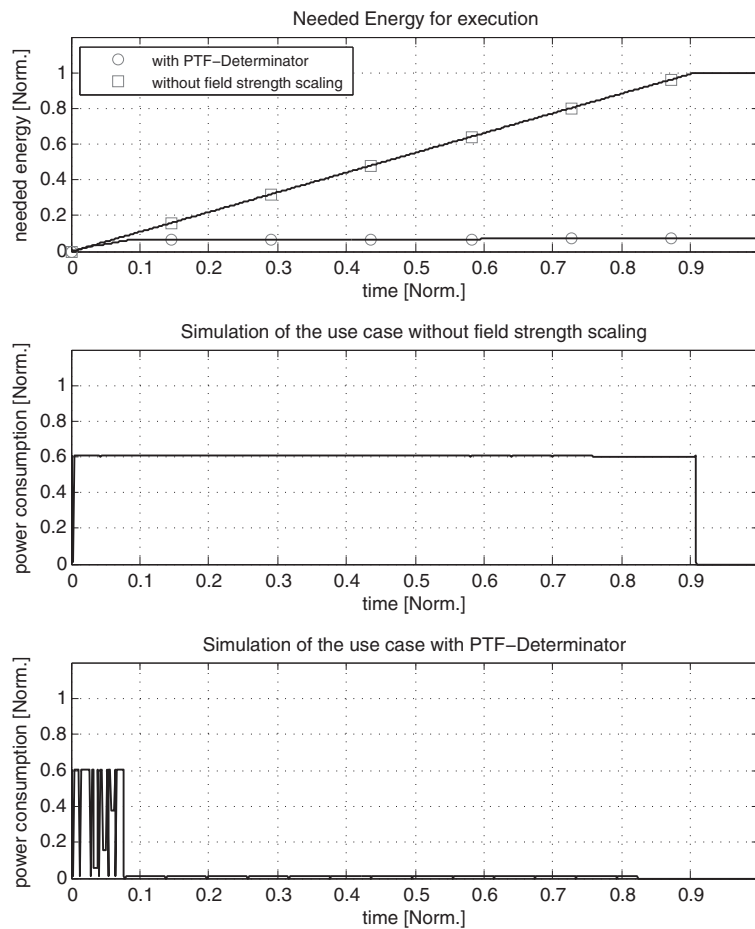 Needed Energy for execution
needed energy [Norm.]
1
0.8
0.6
0.4
0.2
0
with PTF−Determinator
without field strength scaling
0 0.1 0.2 0.3 0.4 0.5 0.6 0.7 0.8 0.9
time [Norm.]
Simulation of the use case without field strength scaling
power consumption [Norm.]
1
0.8
0.6
0.4
0.2
0
0 0.1 0.2 0.3 0.4 0.5 0.6 0.7 0.8 0.9
time [Norm.]
Simulation of the use case with PTF−Determinator
power consumption [Norm.]
1
0.8
0.6
0.4
0.2
0
0 0.1 0.2 0.3 0.4 0.5 0.6 0.7 0.8 0.9
time [Norm.]